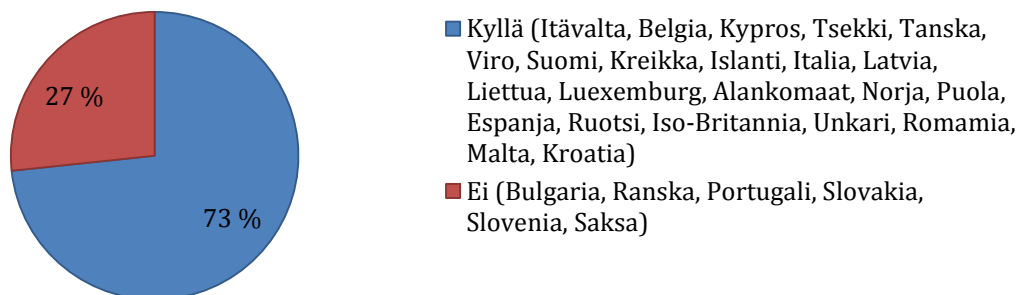 27 %
73 %
Kyllä (Itävalta, Belgia, Kypros, Tsekki, Tanska,
Viro, Suomi, Kreikka, Islanti, Italia, Latvia,
Liettua, Luexemburg, Alankomaat, Norja, Puola,
Espanja, Ruotsi, Iso-Britannia, Unkari, Romamia,
Malta, Kroatia)
Ei (Bulgaria, Ranska, Portugali, Slovakia,
Slovenia, Saksa)